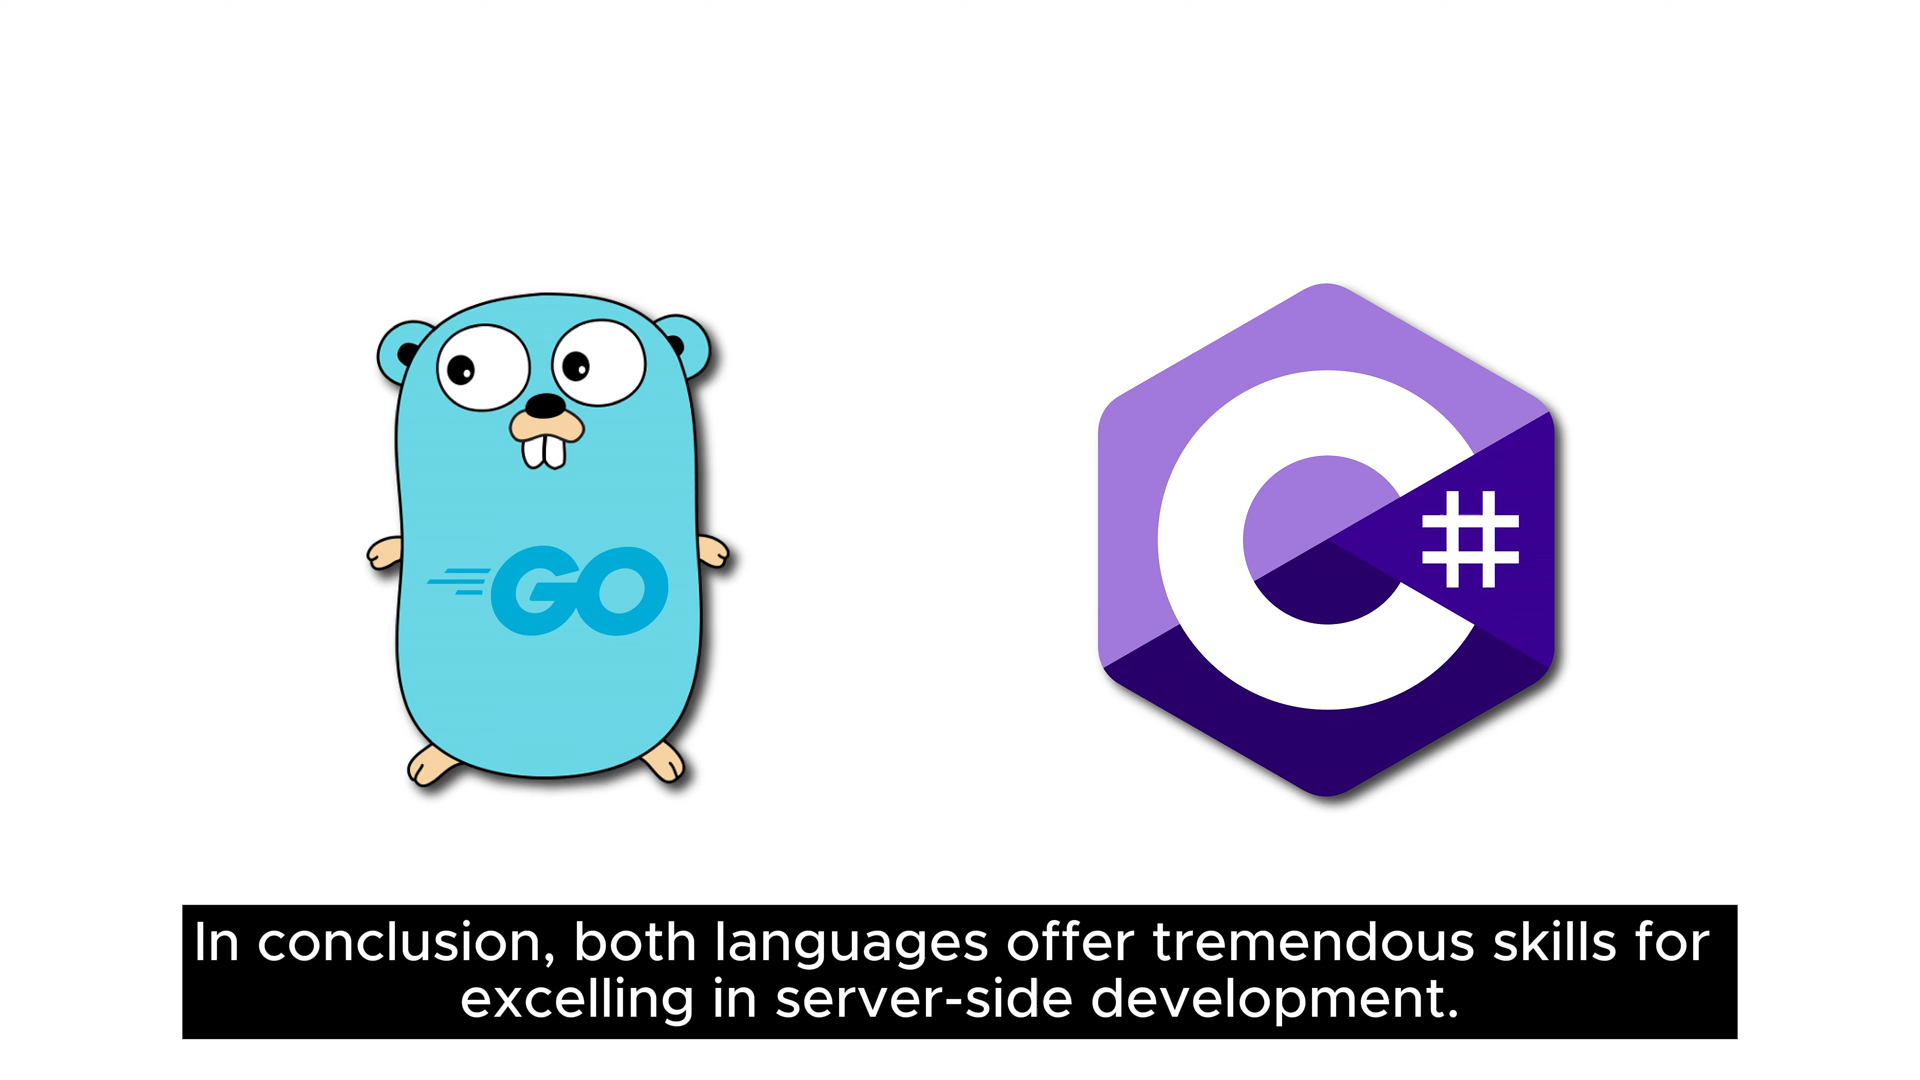 GO
C#
In conclusion, both languages offer tremendous skills for
excelling in server-side development.